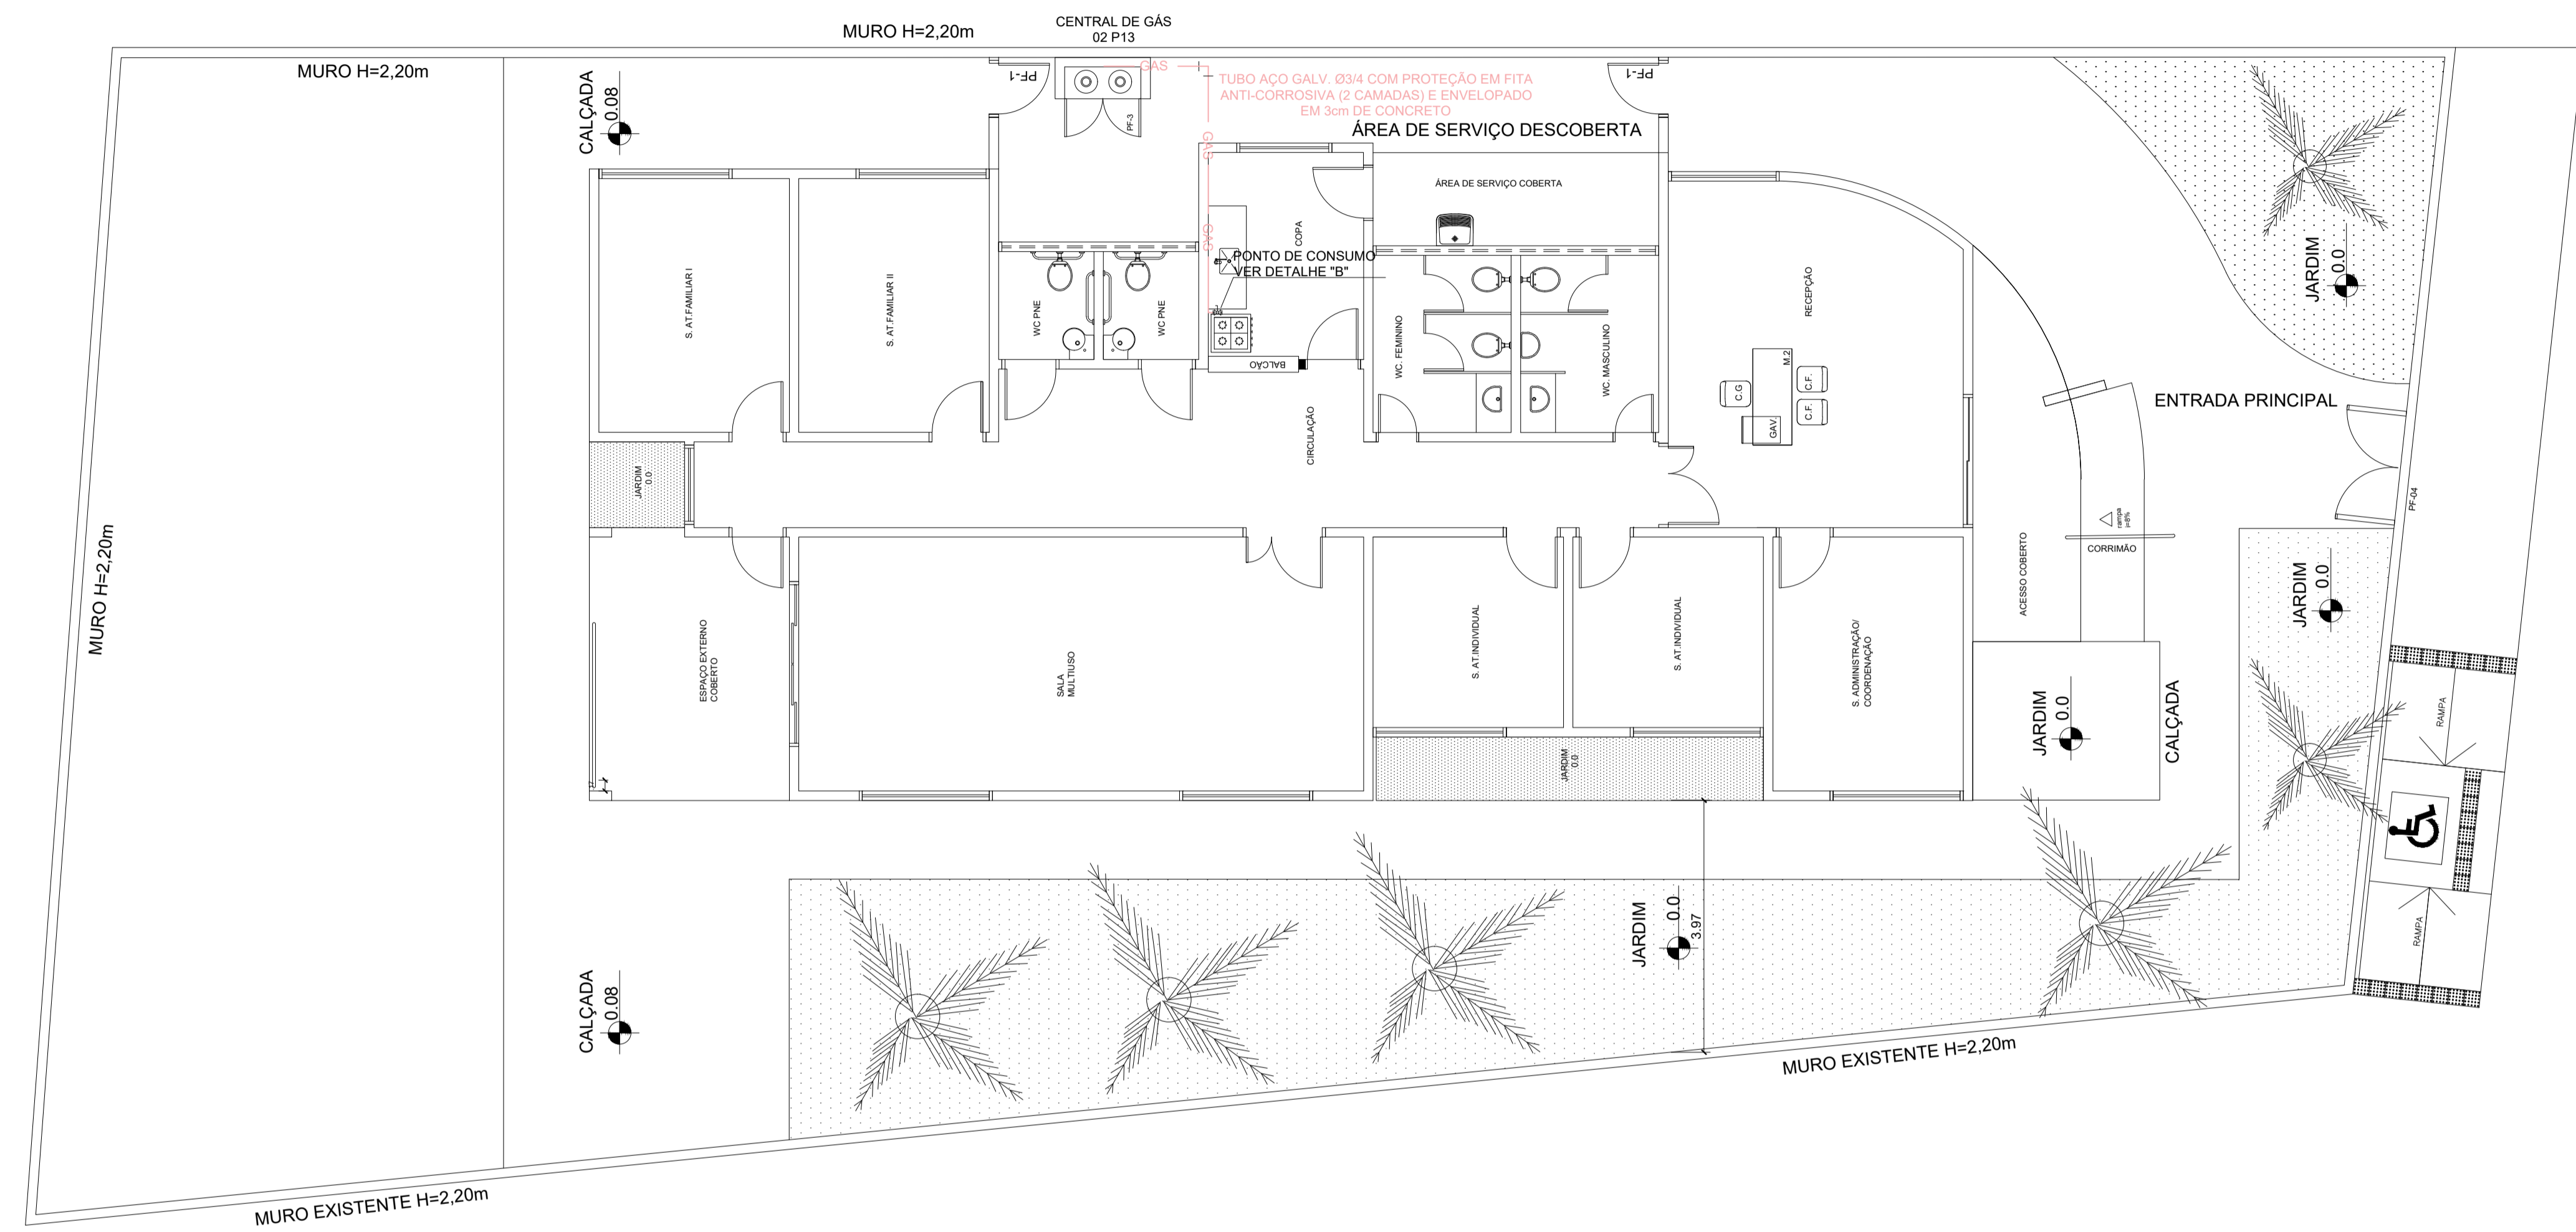 CENTRAL DE GÁS
02 P13
MURO H=2,20m
MURO H=2,20m
CALÇADA
0.08
PF-1
GAS
TUBO AÇO GALV. Ø3/4 COM PROTEÇÃO EM FITA
ANTI-CORROSIVA (2 CAMADAS) E ENVELOPADO
EM 3cm DE CONCRETO
PF-1
PF-3
GAS
ÁREA DE SERVIÇO DESCOBERTA
ÁREA DE SERVIÇO COBERTA
GAS
COPA
PONTO DE CONSUMO
VER DETALHE "B"
S. AT.FAMILIAR I
S. AT.FAMILIAR II
WC PNE
WC PNE
BALCÃO
WC. FEMININO
WC. MASCULINO
RECEPÇÃO
M.2
C.G
C.F.
C.F.
GAV.
JARDIM
0.0
ENTRADA PRINCIPAL
PF-04
CIRCULAÇÃO
JARDIM
0.0
rampa
i=8%
CORRIMÃO
ACESSO COBERTO
JARDIM
0.0
MURO H=2,20m
ESPAÇO EXTERNO
COBERTO
SALA
MULTIUSO
S. AT.INDIVIDUAL
S. AT.INDIVIDUAL
S. ADMINISTRAÇÃO/
COORDENAÇÃO
JARDIM
0.0
CALÇADA
RAMPA
JARDIM
0.0
CALÇADA
0.08
JARDIM
0.0
3.97
RAMPA
MURO EXISTENTE H=2,20m
MURO EXISTENTE H=2,20m